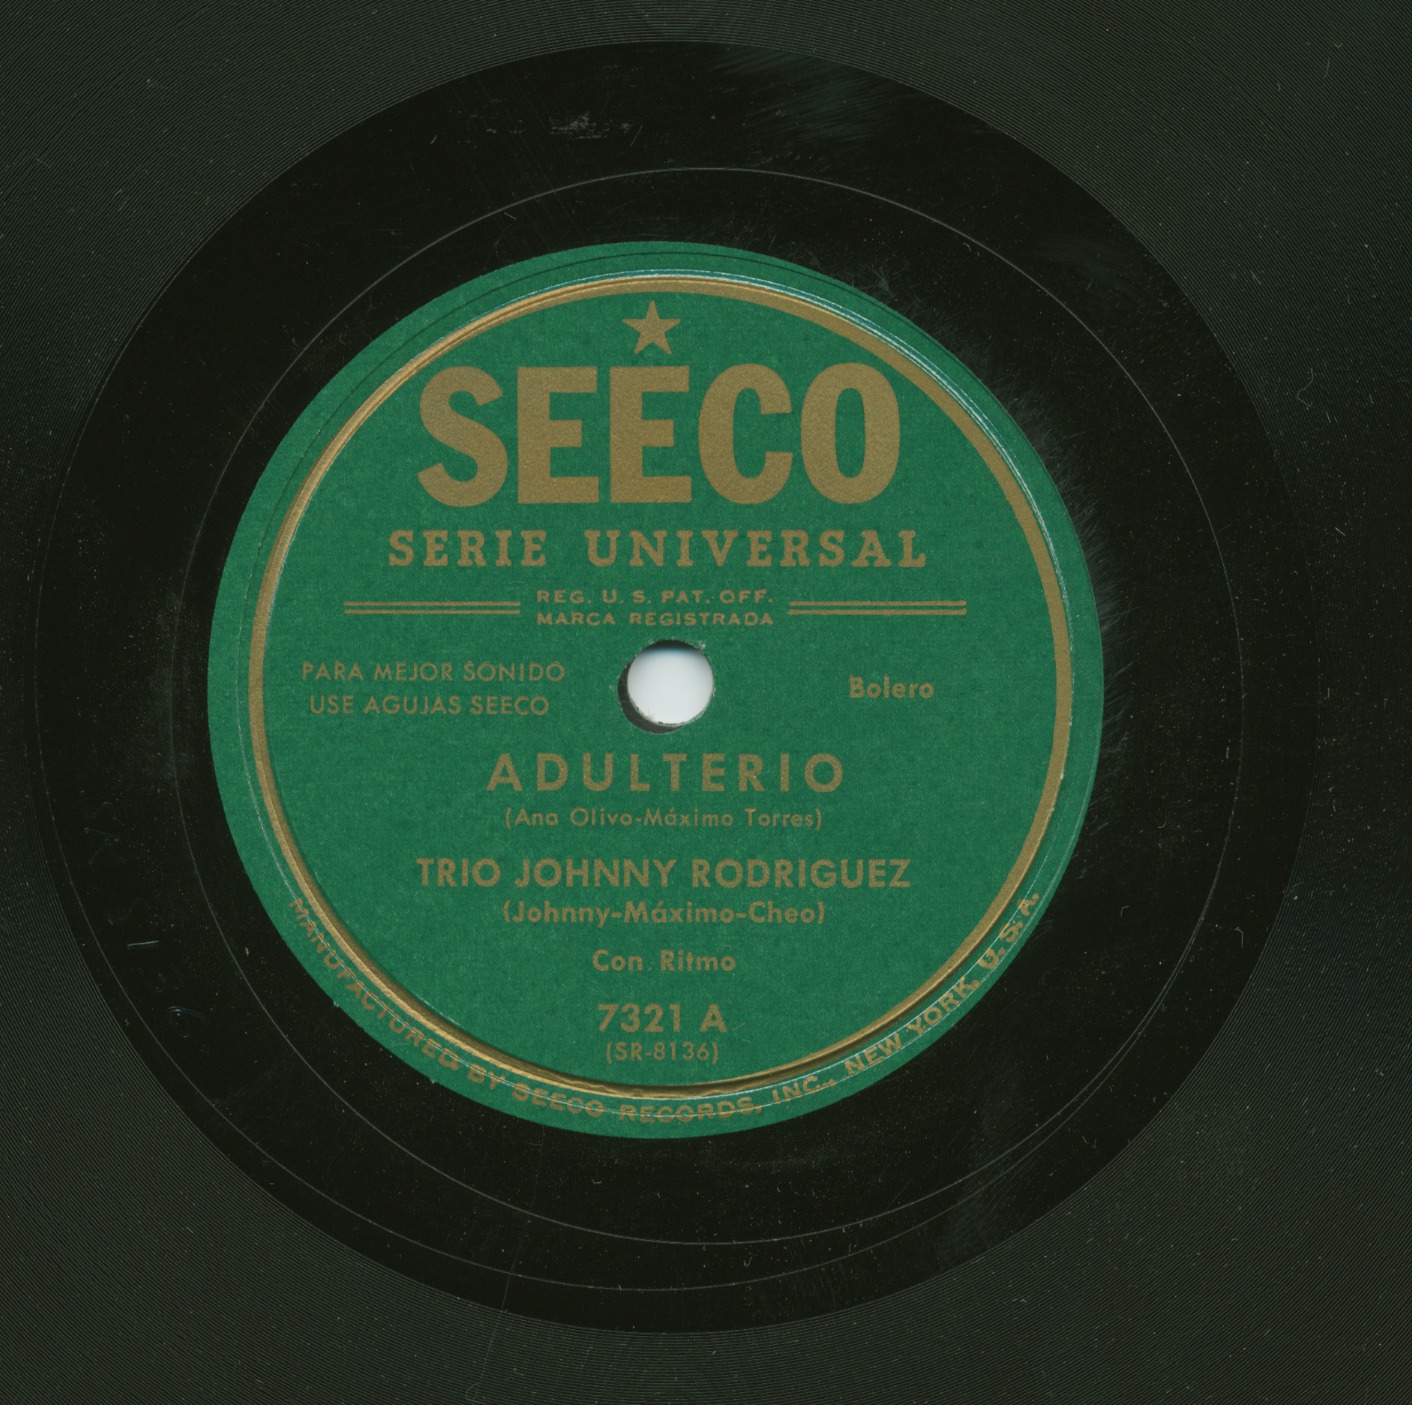 SEECO
SERIE UNIVERSAL
REG. U. S. PAT. OFF.
MARCA REGISTRADA
PARA MEJOR SONIDO
USE AGUJAS SEECO
Bolero
ADULTERIO
(Ana Olivo-Máximo Torres)
TRIO JOHNNY RODRIGUEZ
(Johnny-Máximo-Cheo)
Con Ritmo
7321 A
(SR-8136)
MANUFACTURED BY SEECO RECORDS, INC., NEW YORK, U.S.A.